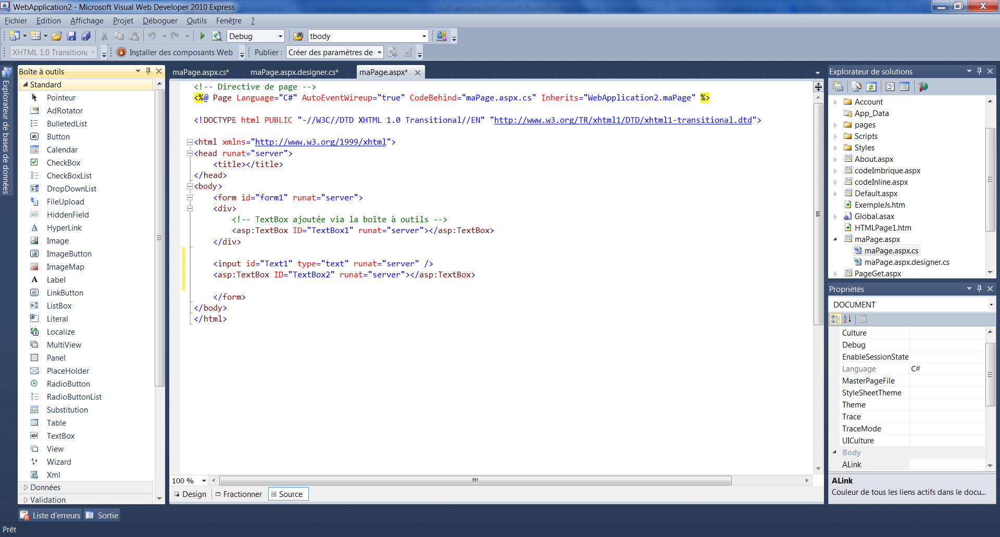 WebApplication2 - Microsoft Visual Web Developer 2010 Express
Fichier Edition Affichage Projet Déboguer Outils Fenêtre ?
Debug tbody
XHTML 1.0 Transitiona Installer des composants Web Publier : Créer des paramètres de
Explorateur de bases de données
Boîte à outils
Standard
Pointeur
AdRotator
BulletedList
Button
Calendar
CheckBox
CheckBoxList
DropDownList
FileUpload
HiddenField
HyperLink
Image
ImageButton
ImageMap
Label
LinkButton
ListBox
Literal
Localize
MultiView
Panel
PlaceHolder
RadioButton
RadioButtonList
Substitution
Table
TextBox
View
Wizard
Xml
Données
Validation
maPage.aspx.cs* maPage.aspx.designer.cs* maPage.aspx*
<!-- Directive de page -->
<%@ Page Language="C#" AutoEventWireup="true" CodeBehind="maPage.aspx.cs" Inherits="WebApplication2.maPage" %>
<!DOCTYPE html PUBLIC "-//W3C//DTD XHTML 1.0 Transitional//EN" "http://www.w3.org/TR/xhtml1/DTD/xhtml1-transitional.dtd">
<html xmlns="http://www.w3.org/1999/xhtml">
<head runat="server">
<title></title>
</head>
<body>
<form id="form1" runat="server">
<div>
<!-- TextBox ajoutée via la boîte à outils -->
<asp:TextBox ID="TextBox1" runat="server"></asp:TextBox>
</div>
<input id="Text1" type="text" runat="server" />
<asp:TextBox ID="TextBox2" runat="server"></asp:TextBox>
</form>
</body>
</html>
100 %
Design Fractionner Source
Explorateur de solutions
Account
App_Data
pages
Scripts
Styles
About.aspx
codeImbrique.aspx
codeInline.aspx
Default.aspx
ExempleJs.htm
Global.asax
HTMLPage1.htm
maPage.aspx
maPage.aspx.cs
maPage.aspx.designer.cs
PageGet.aspx
Propriétés
DOCUMENT
Culture
Debug
EnableSessionState
Language C#
MasterPageFile
StyleSheetTheme
Theme
Trace
TraceMode
UICulture
Body
ALink
ALink
Couleur de tous les liens actifs dans le docu...
Liste d'erreurs Sortie
Prêt